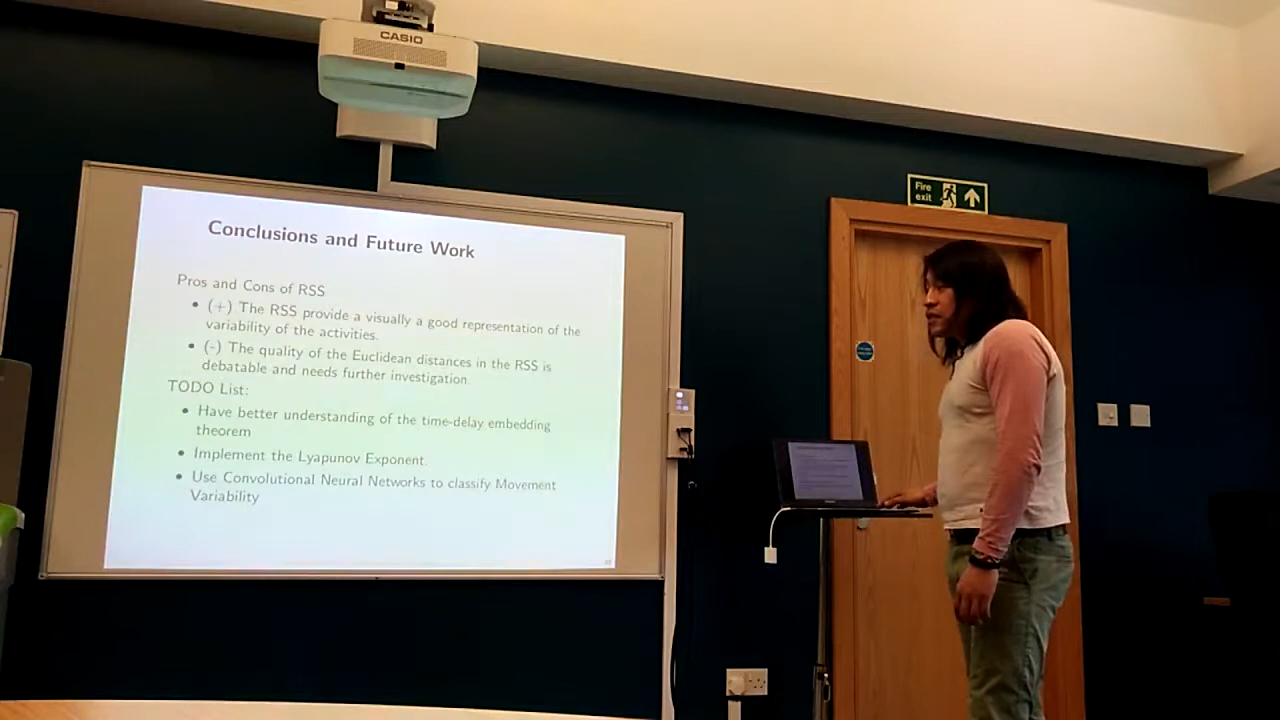 CASIO
Fire
exit
Conclusions and Future Work
Pros and Cons of RSS
• (+) The RSS provide a visually a good representation of the
variability of the activities.
• (-) The quality of the Euclidean distances in the RSS is
debatable and needs further investigation.
TODO List:
• Have better understanding of the time-delay embedding
theorem
• Implement the Lyapunov Exponent.
• Use Convolutional Neural Networks to classify Movement
Variability